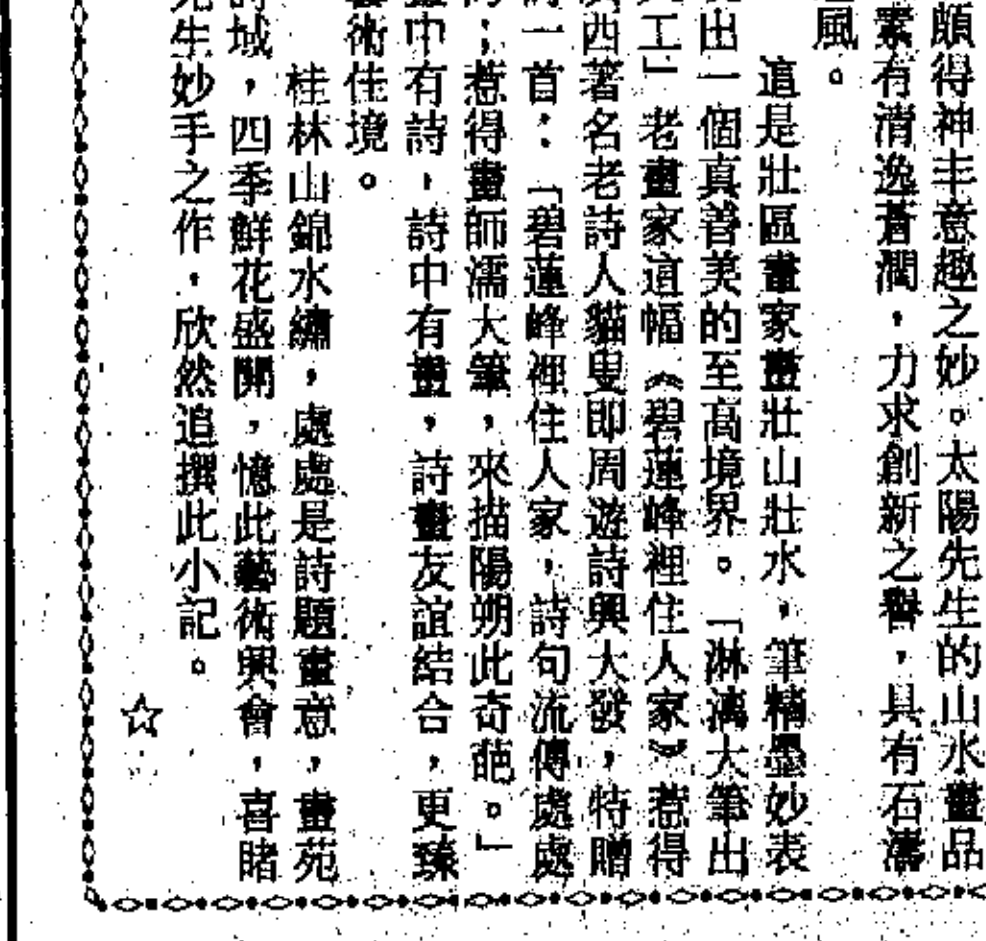 頗得神丰意趣之妙。太陽先生的山水畫品
素有清逸蒼潤，力求創新之譽，具有石濤
風。
這是壯區畫家畫壯山壯水，筆精墨妙表
出一個真善美的至高境界。「淋漓大筆出
工」老畫家這幅《碧蓮峰裡住人家》惹得
西著名老詩人貓叟即周遊詩興大發，特贈
一首：「碧蓮峰裡住人家，詩句流傳處處
；惹得畫師濡大筆，來描陽朔此奇葩。」
中有詩，詩中有畫，詩畫友誼結合，更臻
術佳境。
桂林山錦水繡，處處是詩題畫意，畫苑
域，四季鮮花盛開，憶此藝術興會，喜睹
生妙手之作，欣然追撰此小記。
☆